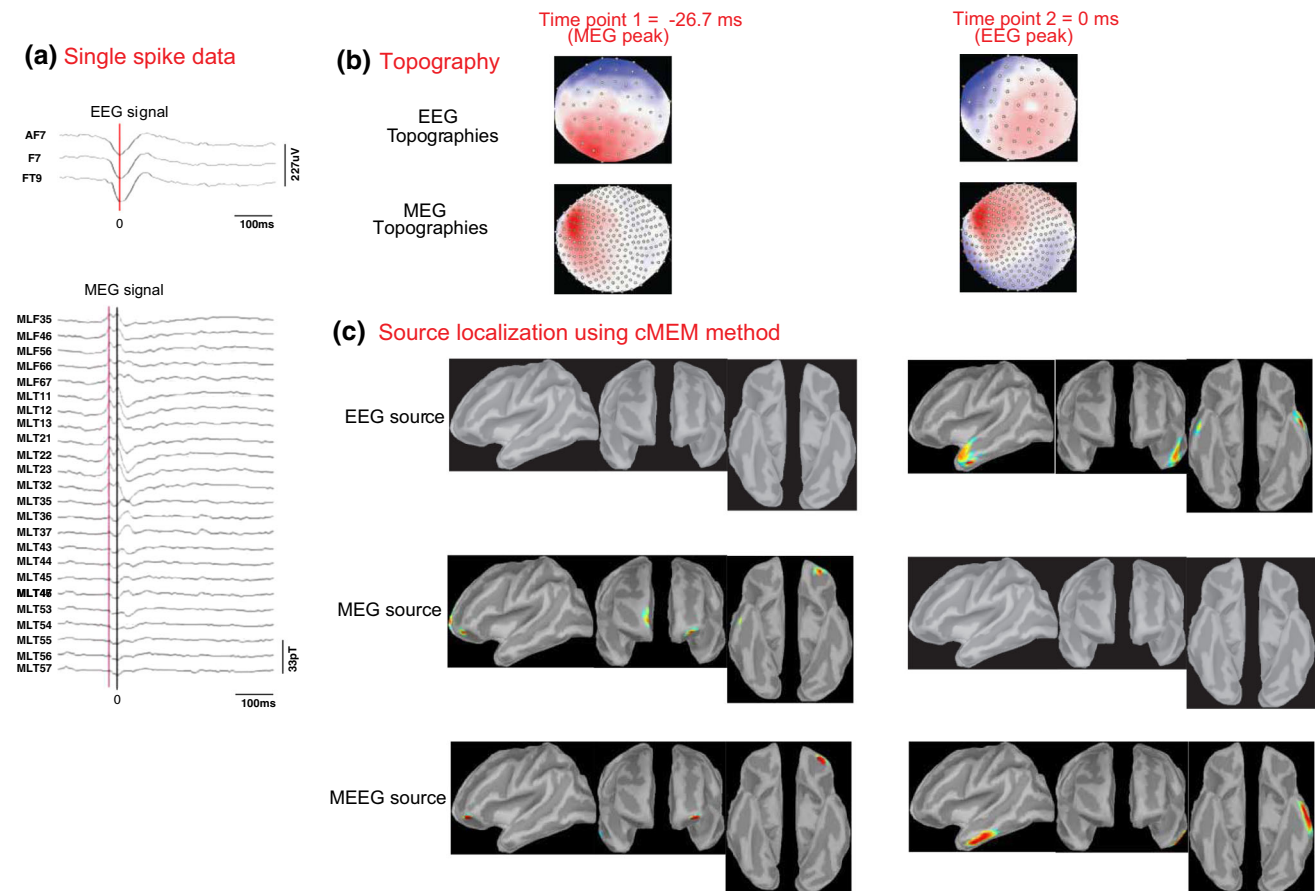 Time point 1 = -26.7 ms
(MEG peak)
Time point 2 = 0 ms
(EEG peak)
(a) Single spike data
(b) Topography
EEG signal
AF7
F7
FT9
227uV
0
100ms
EEG
Topographies
MEG
Topographies
MEG signal
MLF35
MLF46
MLF56
MLF66
MLF67
MLT11
MLT12
MLT13
MLT21
MLT22
MLT23
MLT32
MLT35
MLT36
MLT37
MLT43
MLT44
MLT45
MLT53
MLT54
MLT55
MLT56
MLT57
33pT
0
100ms
(c) Source localization using cMEM method
EEG source
MEG source
MEEG source